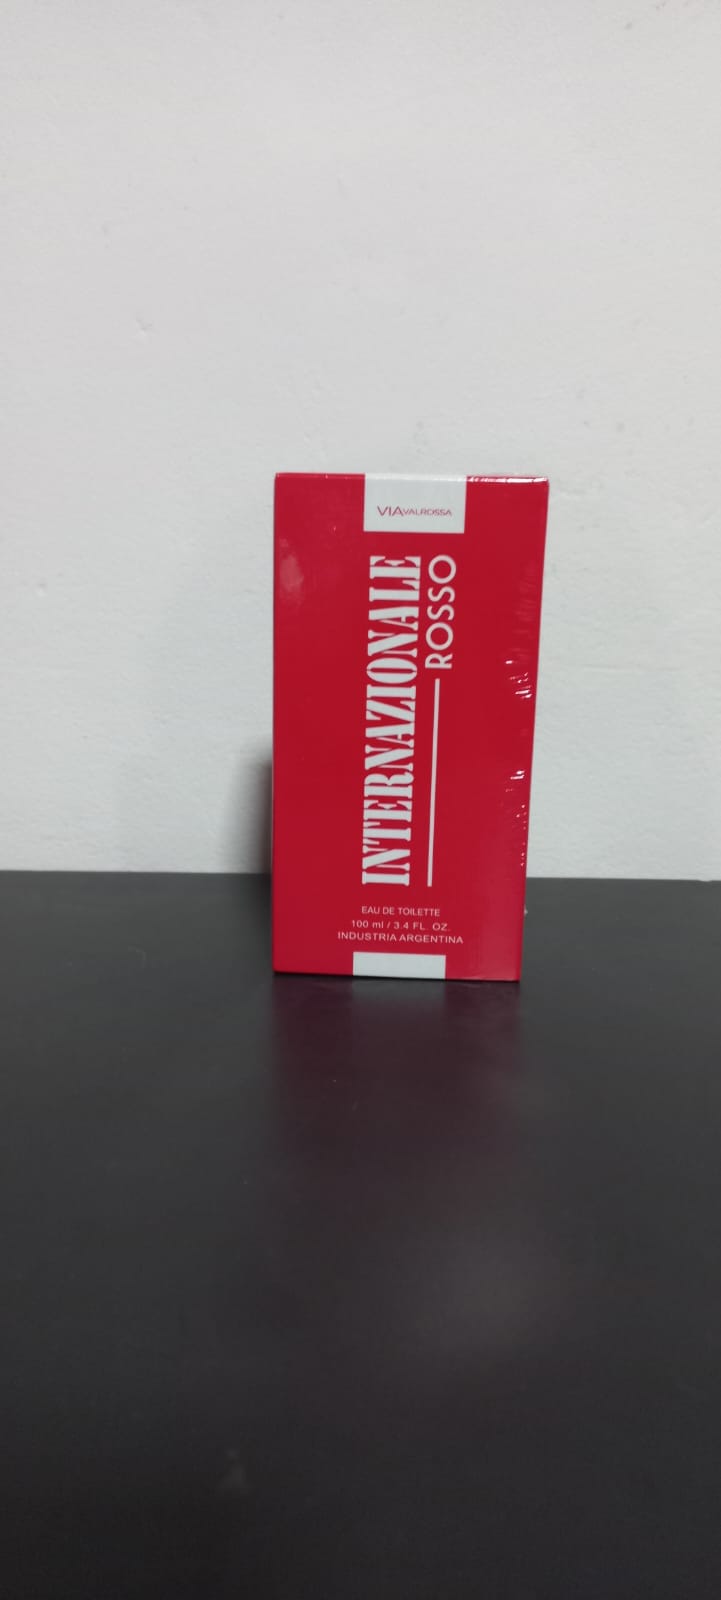 VIAVALROSSA
INTERNAZIONALE
ROSSO
EAU DE TOILETTE
100 ml / 3.4 FL. OZ.
INDUSTRIA ARGENTINA